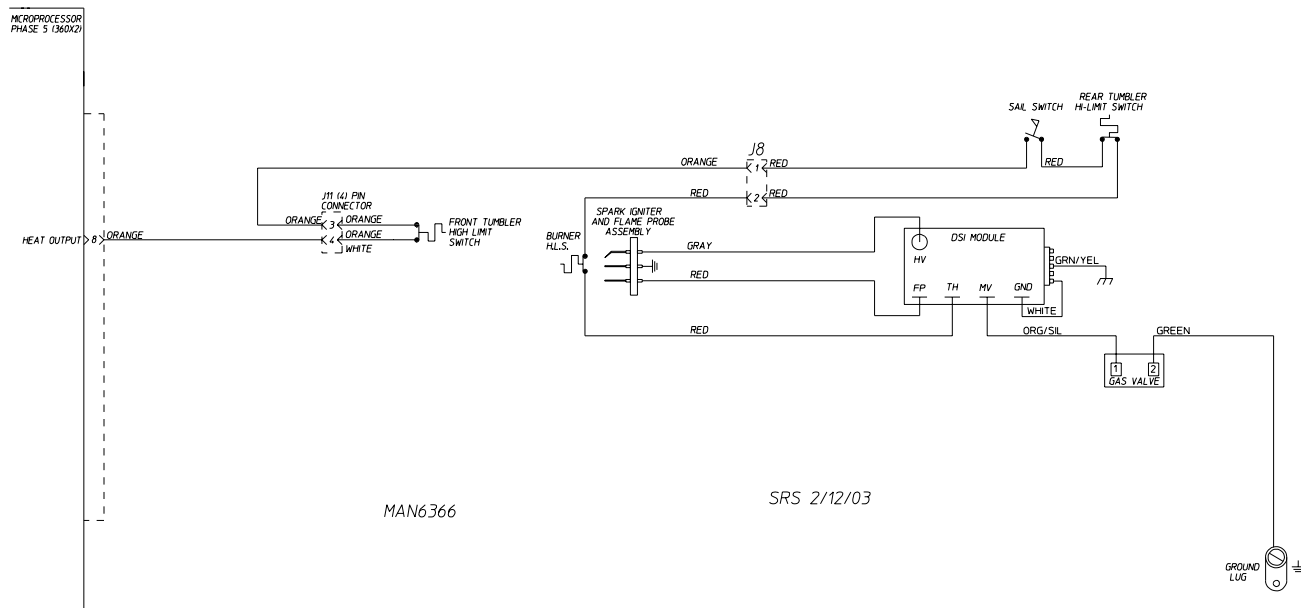 MICROPROCESSOR
PHASE 5 (360X2)
SAIL SWITCH
REAR TUMBLER
HI-LIMIT SWITCH
J8
ORANGE
1
RED
RED
RED
2
RED
J11 (4) PIN
CONNECTOR
ORANGE
3
ORANGE
FRONT TUMBLER
HIGH LIMIT
SWITCH
HEAT OUTPUT
8
ORANGE
4
ORANGE
WHITE
SPARK IGNITER
AND FLAME PROBE
ASSEMBLY
BURNER
H.L.S.
GRAY
RED
RED
DSI MODULE
HV
FP
TH
MV
GND
GRN/YEL
WHITE
ORG/SIL
GREEN
1
2
GAS VALVE
MAN6366
SRS 2/12/03
GROUND
LUG